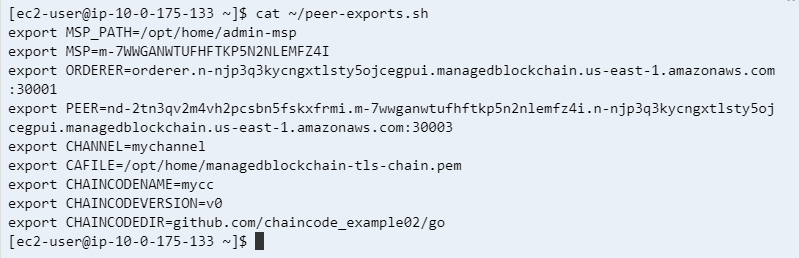 [ec2-user@ip-10-0-175-133 ~]$ cat ~/peer-exports.sh
export MSP_PATH=/opt/home/admin-msp
export MSP=m-7WWGANWTUFHFTKP5N2NLEMFZ4I
export ORDERER=orderer.n-njp3q3kycngxtlsty5ojcegpui.managedblockchain.us-east-1.amazonaws.com
:30001
export PEER=nd-2tn3qv2m4vh2pcsbn5fskxfrmi.m-7wwganwtufhftkp5n2nlemfz4i.n-njp3q3kycngxtlsty5oj
cegpui.managedblockchain.us-east-1.amazonaws.com:30003
export CHANNEL=mychannel
export CAFILE=/opt/home/managedblockchain-tls-chain.pem
export CHAINCODENAME=mycc
export CHAINCODEVERSION=v0
export CHAINCODEDIR=github.com/chaincode_example02/go
[ec2-user@ip-10-0-175-133 ~]$